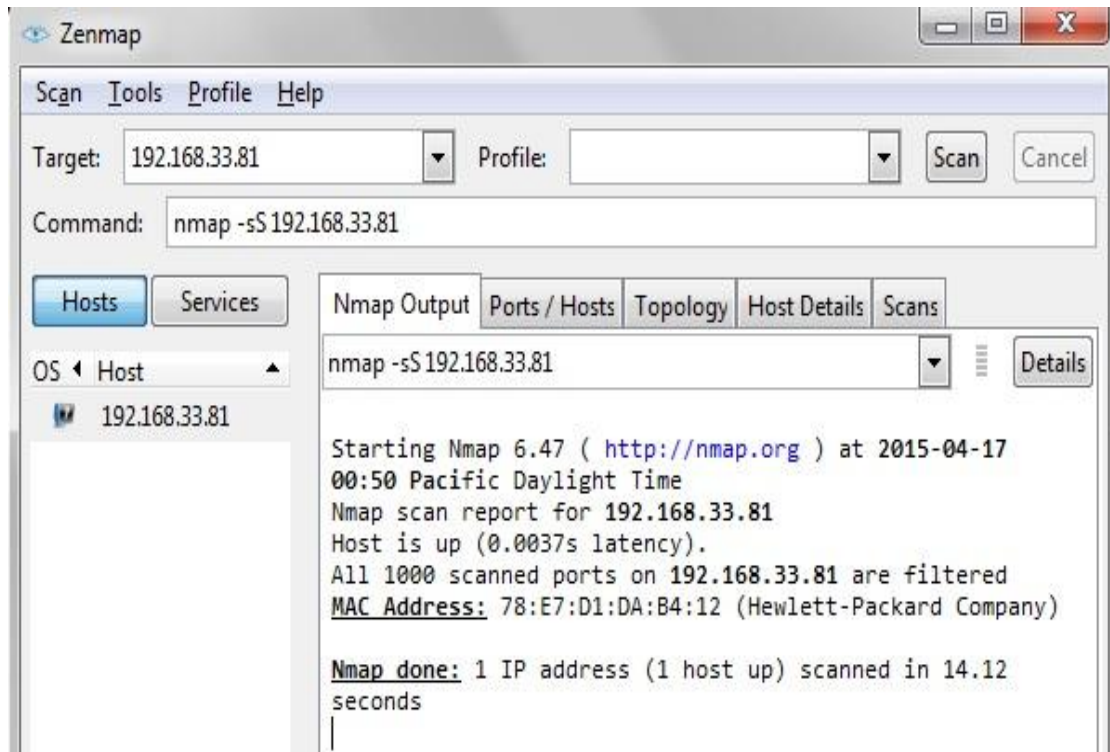 Zenmap
Scan Tools Profile Help
Target: 192.168.33.81 Profile: Scan Cancel
Command: nmap -sS 192.168.33.81
Hosts Services
Nmap Output Ports / Hosts Topology Host Details Scans
OS Host
nmap -sS 192.168.33.81 Details
192.168.33.81
Starting Nmap 6.47 ( http://nmap.org ) at 2015-04-17
00:50 Pacific Daylight Time
Nmap scan report for 192.168.33.81
Host is up (0.0037s latency).
All 1000 scanned ports on 192.168.33.81 are filtered
MAC Address: 78:E7:D1:DA:B4:12 (Hewlett-Packard Company)
Nmap done: 1 IP address (1 host up) scanned in 14.12
seconds